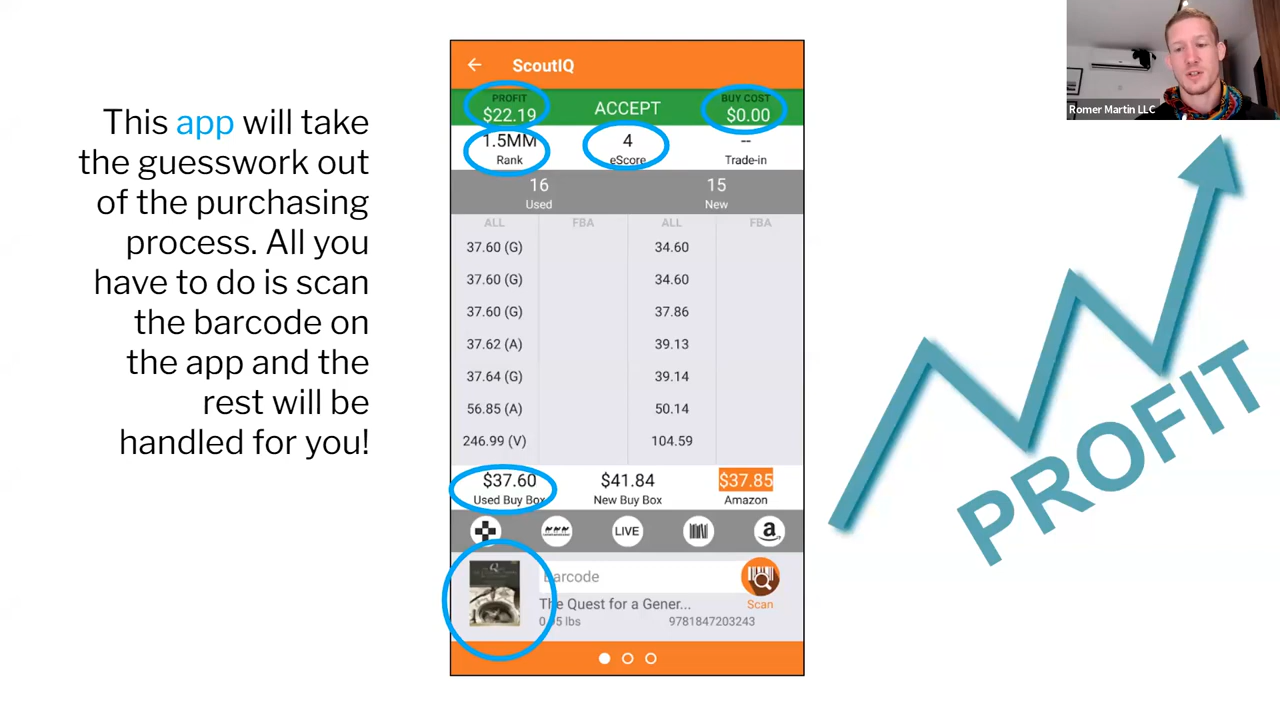 This app will take
the guesswork out
of the purchasing
process. All you
have to do is scan
the barcode on
the app and the
rest will be
handled for you!
ScoutIQ
PROFIT
$22.19
ACCEPT
BUY COST
$0.00
1.5MM
Rank
4
eScore
--
Trade-in
16
Used
15
New
ALL FBA ALL FBA
37.60 (G) 34.60
37.60 (G) 34.60
37.60 (G) 37.86
37.62 (A) 39.13
37.64 (G) 39.14
56.85 (A) 50.14
246.99 (V) 104.59
$37.60
Used Buy Box
$41.84
New Buy Box
$37.85
Amazon
LIVE
a
Barcode
The Quest for a Gener...
lbs 9781847203243
Scan
Romer Martin LLC
PROFIT